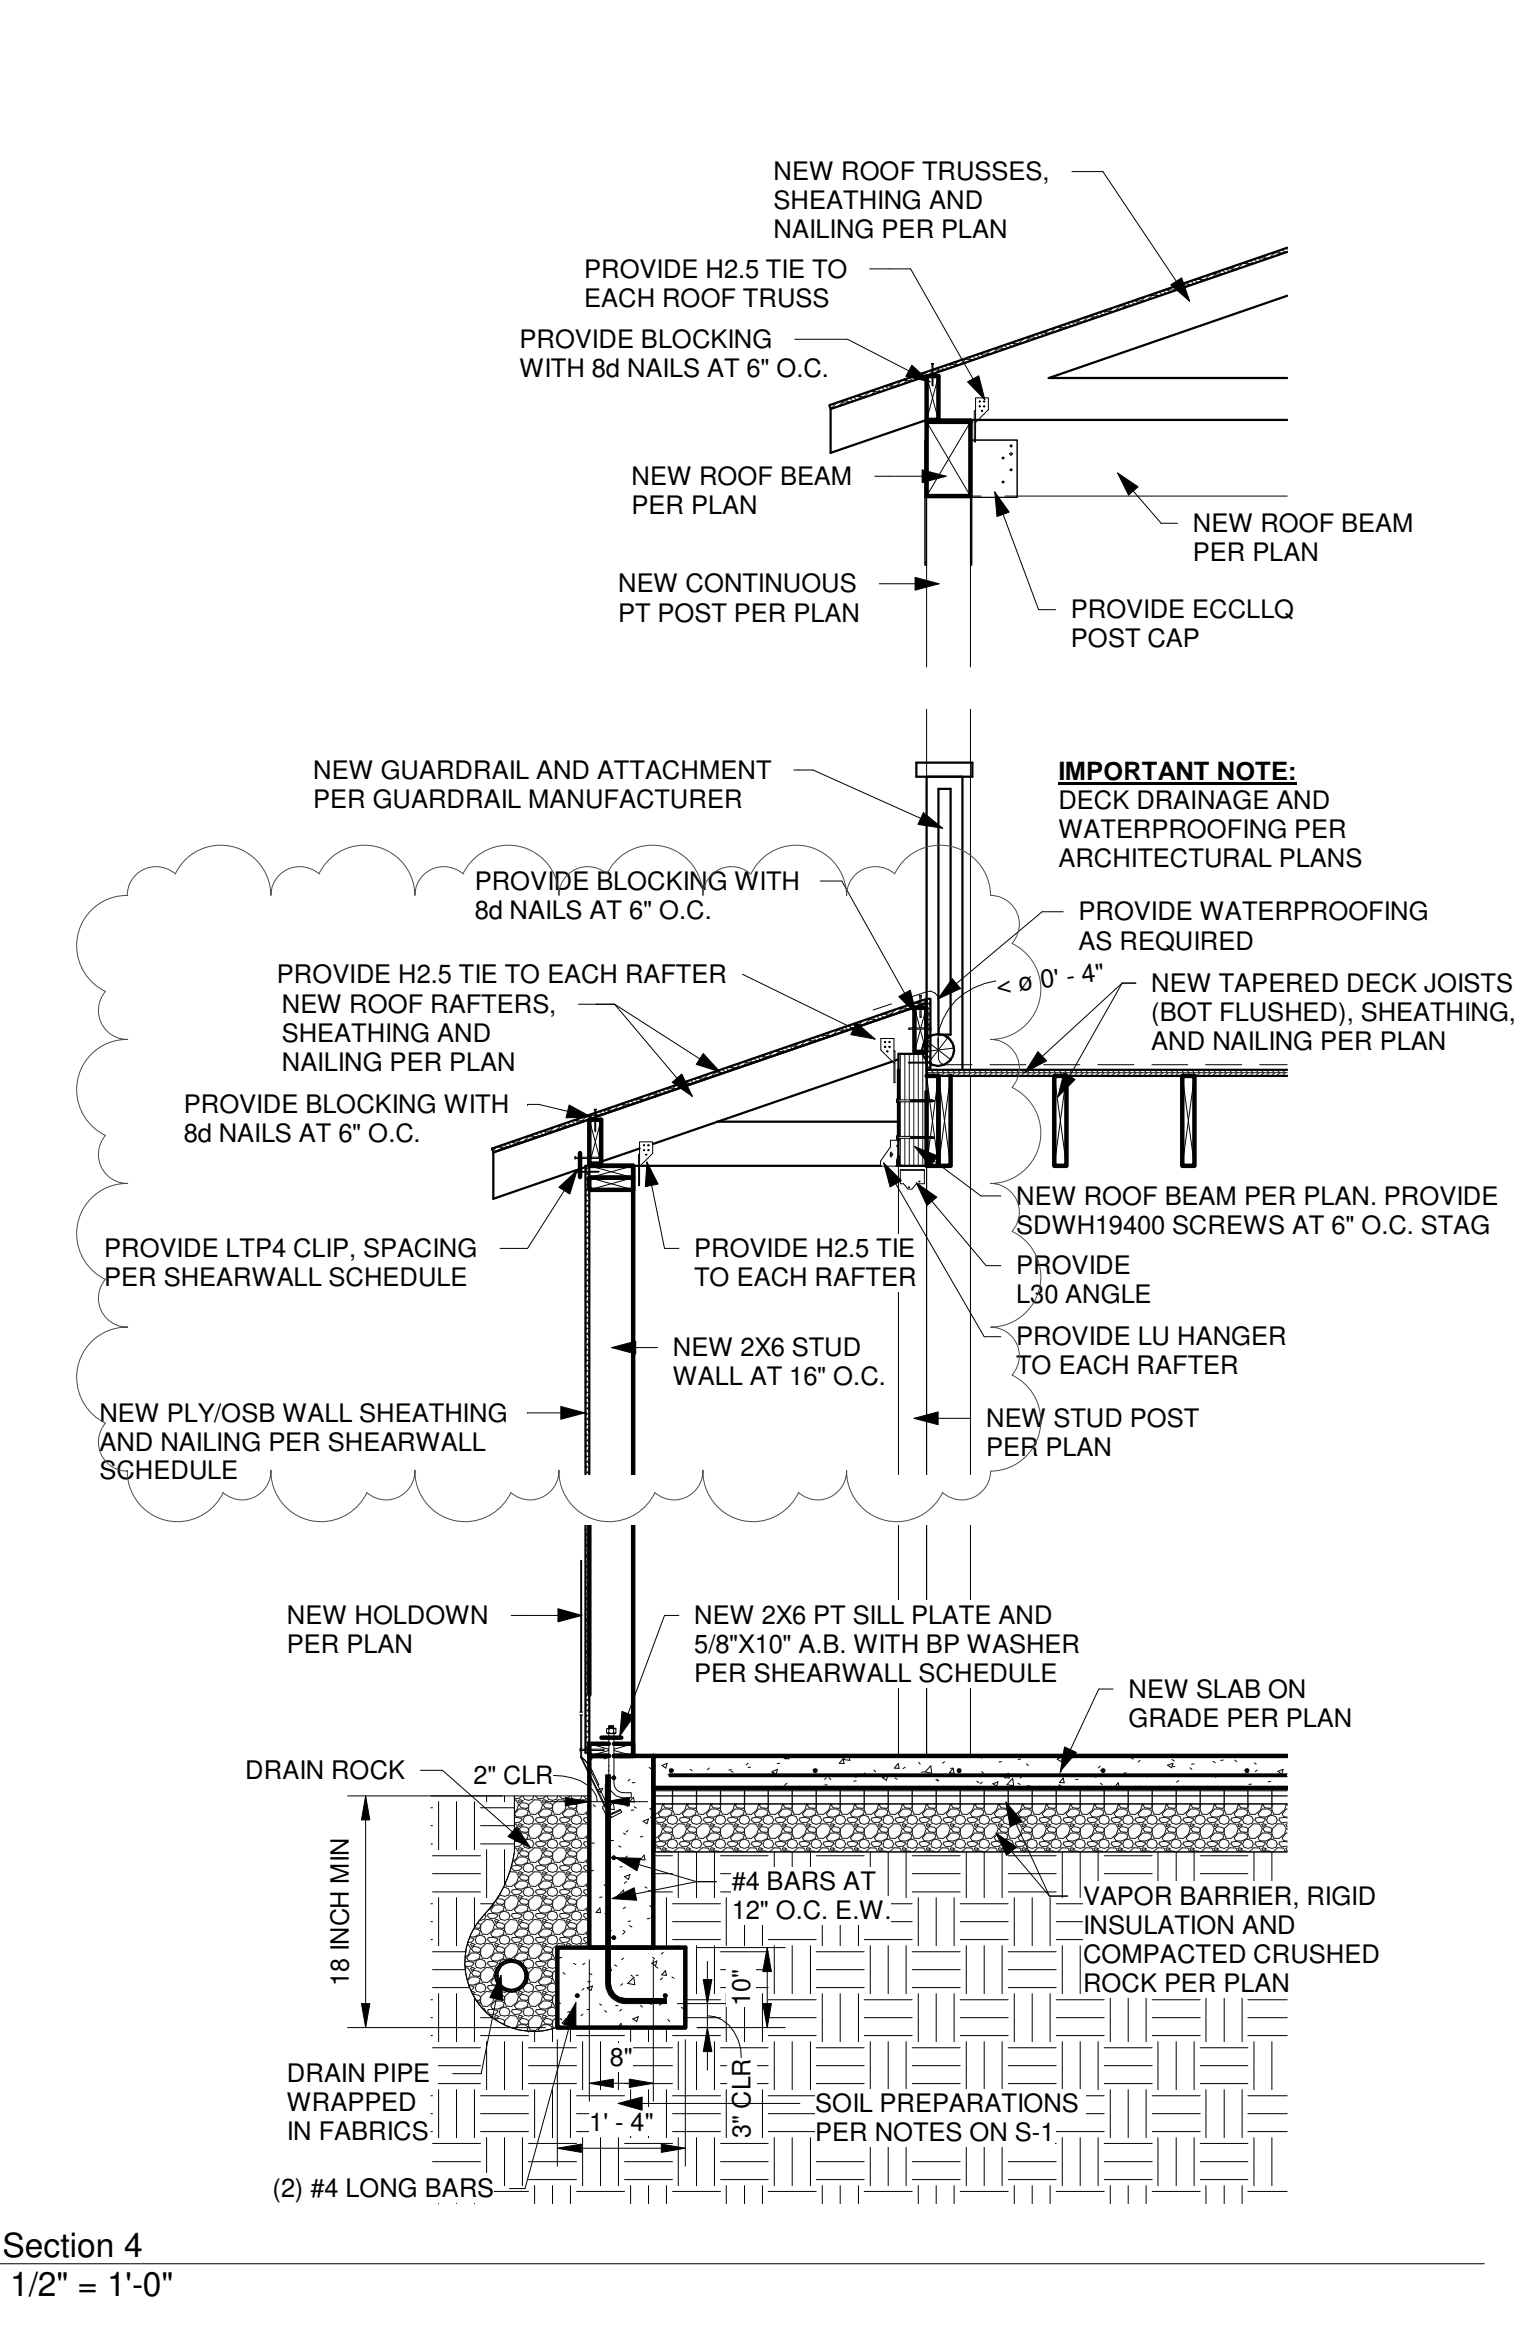 NEW ROOF TRUSSES,
SHEATHING AND
NAILING PER PLAN
PROVIDE H2.5 TIE TO
EACH ROOF TRUSS
PROVIDE BLOCKING
WITH 8d NAILS AT 6" O.C.
NEW ROOF BEAM
PER PLAN
NEW ROOF BEAM
PER PLAN
NEW CONTINUOUS
PT POST PER PLAN
PROVIDE ECCLLQ
POST CAP
NEW GUARDRAIL AND ATTACHMENT
PER GUARDRAIL MANUFACTURER
IMPORTANT NOTE:
DECK DRAINAGE AND
WATERPROOFING PER
ARCHITECTURAL PLANS
PROVIDE BLOCKING WITH
8d NAILS AT 6" O.C.
PROVIDE WATERPROOFING
AS REQUIRED
PROVIDE H2.5 TIE TO EACH RAFTER
< ø 0' - 4"
NEW TAPERED DECK JOISTS
(BOT FLUSHED), SHEATHING,
AND NAILING PER PLAN
NEW ROOF RAFTERS,
SHEATHING AND
NAILING PER PLAN
PROVIDE BLOCKING WITH
8d NAILS AT 6" O.C.
NEW ROOF BEAM PER PLAN. PROVIDE
SDWH19400 SCREWS AT 6" O.C. STAG
PROVIDE LTP4 CLIP, SPACING
PER SHEARWALL SCHEDULE
PROVIDE H2.5 TIE
TO EACH RAFTER
PROVIDE
L30 ANGLE
PROVIDE LU HANGER
TO EACH RAFTER
NEW 2X6 STUD
WALL AT 16" O.C.
NEW PLY/OSB WALL SHEATHING
AND NAILING PER SHEARWALL
SCHEDULE
NEW STUD POST
PER PLAN
NEW HOLDOWN
PER PLAN
NEW 2X6 PT SILL PLATE AND
5/8"X10" A.B. WITH BP WASHER
PER SHEARWALL SCHEDULE
NEW SLAB ON
GRADE PER PLAN
DRAIN ROCK
2" CLR
18 INCH MIN
#4 BARS AT
12" O.C. E.W.
VAPOR BARRIER, RIGID
INSULATION AND
COMPACTED CRUSHED
ROCK PER PLAN
10"
8"
3" CLR
1' - 4"
DRAIN PIPE
WRAPPED
IN FABRICS
SOIL PREPARATIONS
PER NOTES ON S-1
(2) #4 LONG BARS
Section 4
1/2" = 1'-0"